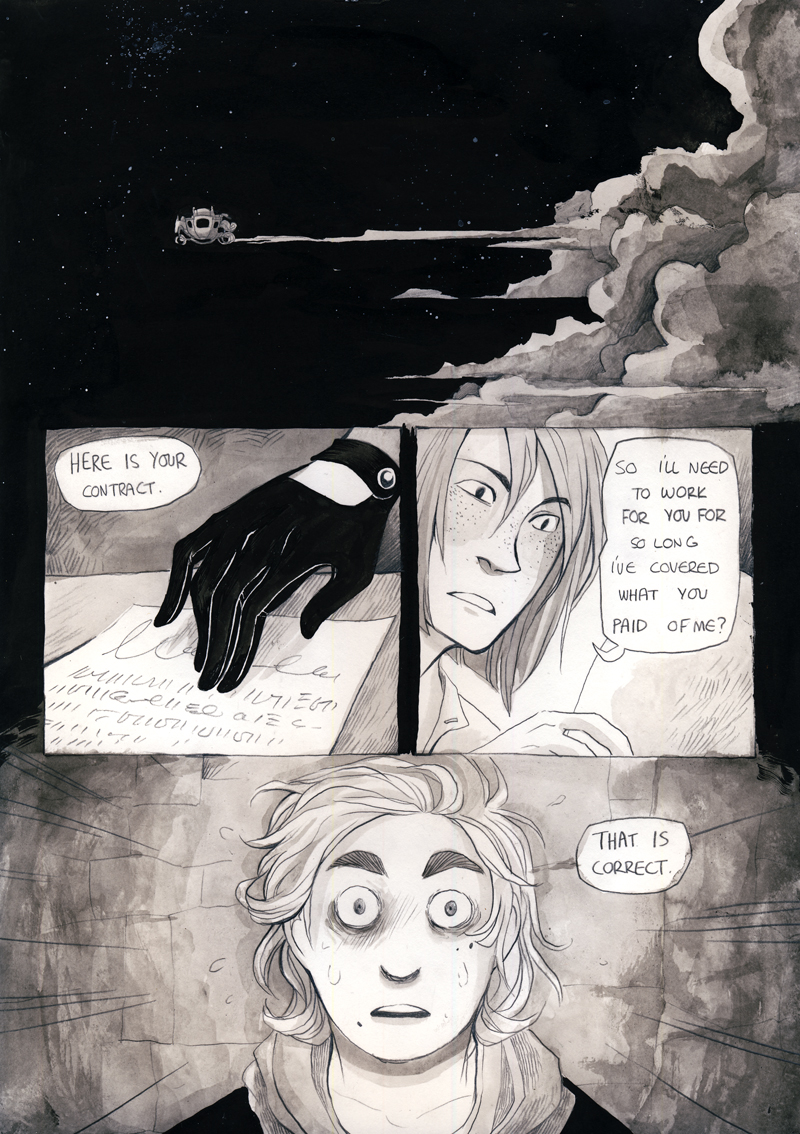 HERE IS YOUR
CONTRACT.
SO I'LL NEED
TO WORK
FOR YOU FOR
SO LONG
I'VE COVERED
WHAT YOU
PAID OF ME?
THAT IS
CORRECT.